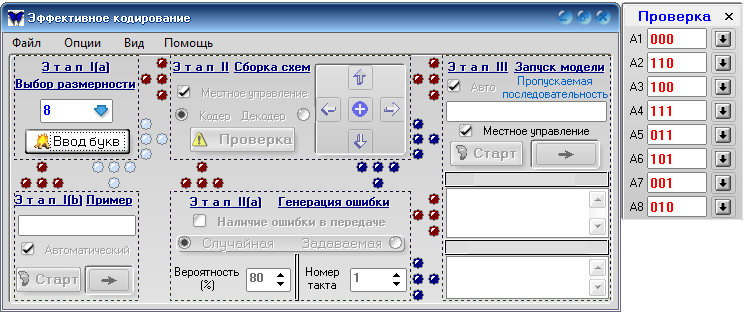 Эффективное кодирование
Файл Опции Вид Помощь
Э т а п I(a)
Выбор размерности
8
Ввод букв
Э т а п I(b) Пример
Автоматический
Старт
Э т а п II Сборка схем
Местное управление
Кодер Декодер
Проверка
Э т а п II(a) Генерация ошибки
Наличие ошибки в передаче
Случайная Задаваемая
Вероятность (%) 80
Номер такта 1
Э т а п III Запуск модели
Авто Пропускаемая последовательность
Местное управление
Старт
Проверка
A1 000
A2 110
A3 100
A4 111
A5 011
A6 101
A7 001
A8 010